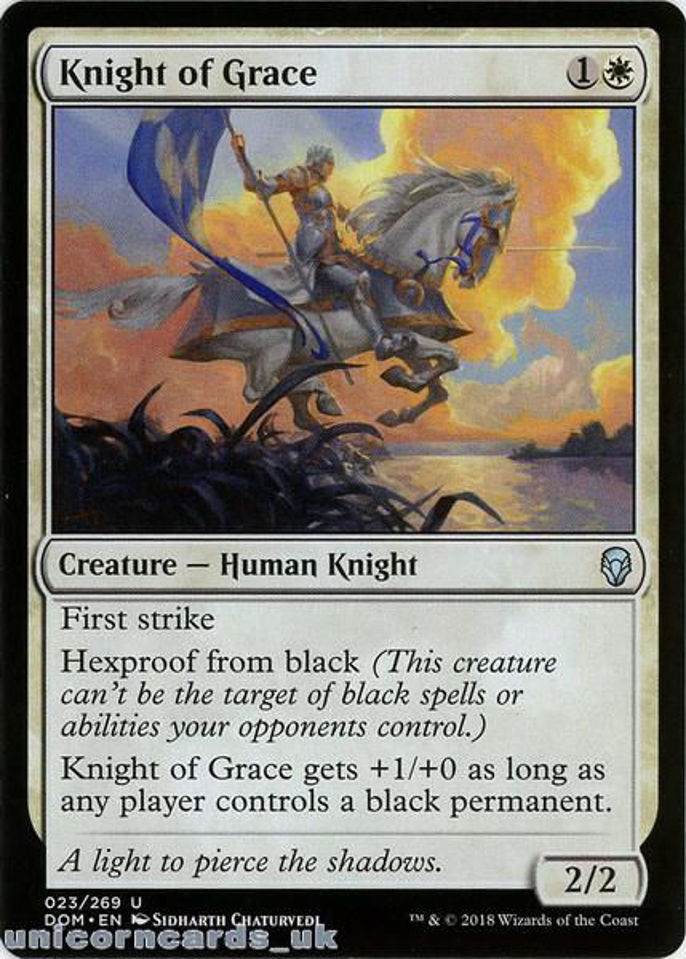 Knight of Grace 1
Creature — Human Knight
First strike
Hexproof from black (This creature
can't be the target of black spells or
abilities your opponents control.)
Knight of Grace gets +1/+0 as long as
any player controls a black permanent.
A light to pierce the shadows.
2/2
023/269 U
DOM • EN Sidharth Chaturvedi ™ & © 2018 Wizards of the Coast
unicorncards_uk